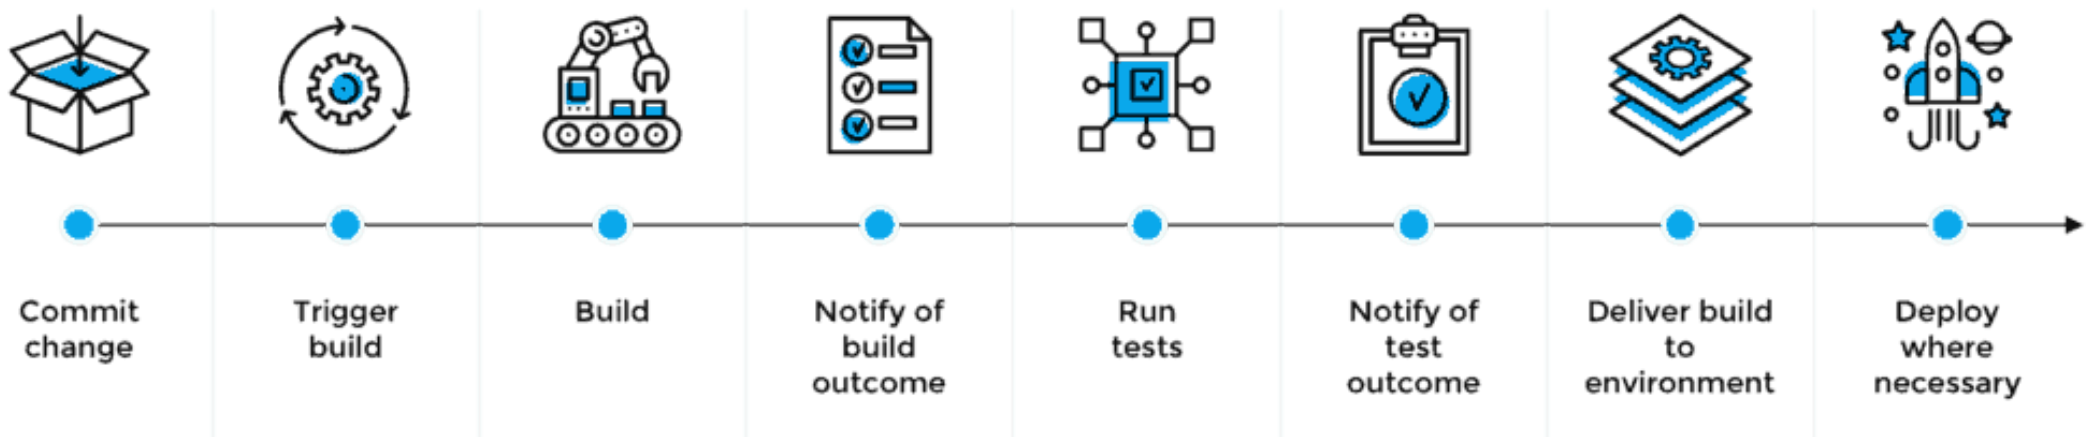 Commit
change
Trigger
build
Build
Notify of
build
outcome
Run
tests
Notify of
test
outcome
Deliver build
to
environment
Deploy
where
necessary